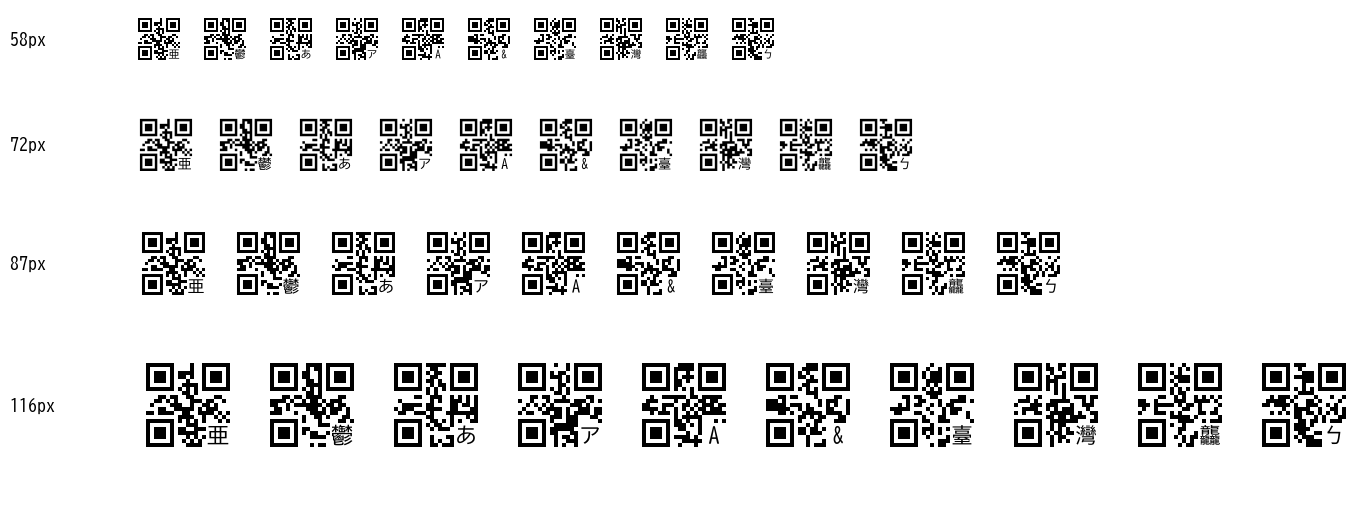 58px 亜 鬱 あ ア A & 臺 灣 龘 ㄅ
72px 亜 鬱 あ ア A & 臺 灣 龘 ㄅ
87px 亜 鬱 あ ア A & 臺 灣 龘 ㄅ
116px 亜 鬱 あ ア A & 臺 灣 龘 ㄅ